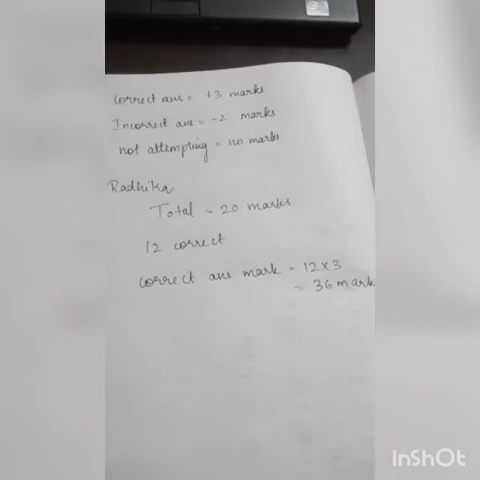 correct ans = +3 marks
Incorrect ans = -2 marks
not attempting = no marks
Radhika
Total = 20 marks
12 correct
correct ans mark = 12 x 3
= 36 mark
InShOt